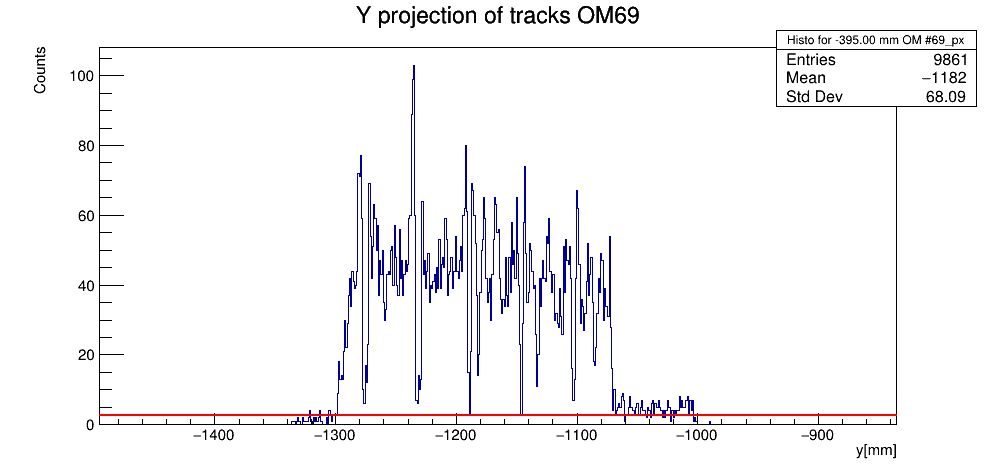 Y projection of tracks OM69
Histo for -395.00 mm OM #69_px
Entries 9861
Mean −1182
Std Dev 68.09
Counts
100
80
60
40
20
0
−1400 −1300 −1200 −1100 −1000 −900
y[mm]